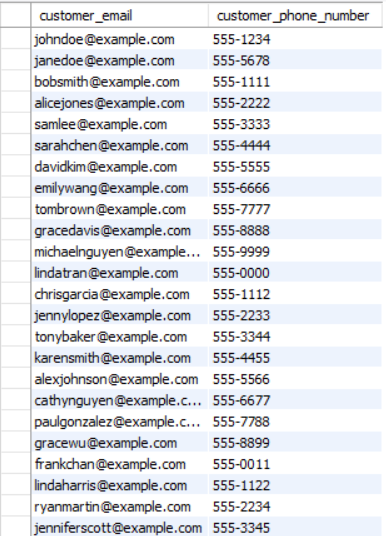 customer_email customer_phone_number
johndoe@example.com 555-1234
janedoe@example.com 555-5678
bobsmith@example.com 555-1111
alicejones@example.com 555-2222
samlee@example.com 555-3333
sarahchen@example.com 555-4444
davidkim@example.com 555-5555
emilywang@example.com 555-6666
tombrown@example.com 555-7777
gracedavis@example.com 555-8888
michaelnguyen@example... 555-9999
lindatran@example.com 555-0000
chrisgarcia@example.com 555-1112
jennylopez@example.com 555-2233
tonybaker@example.com 555-3344
karensmith@example.com 555-4455
alexjohnson@example.com 555-5566
cathynguyen@example.c... 555-6677
paulgonzalez@example.c... 555-7788
gracewu@example.com 555-8899
frankchan@example.com 555-0011
lindaharris@example.com 555-1122
ryanmartin@example.com 555-2234
jenniferscott@example.com 555-3345